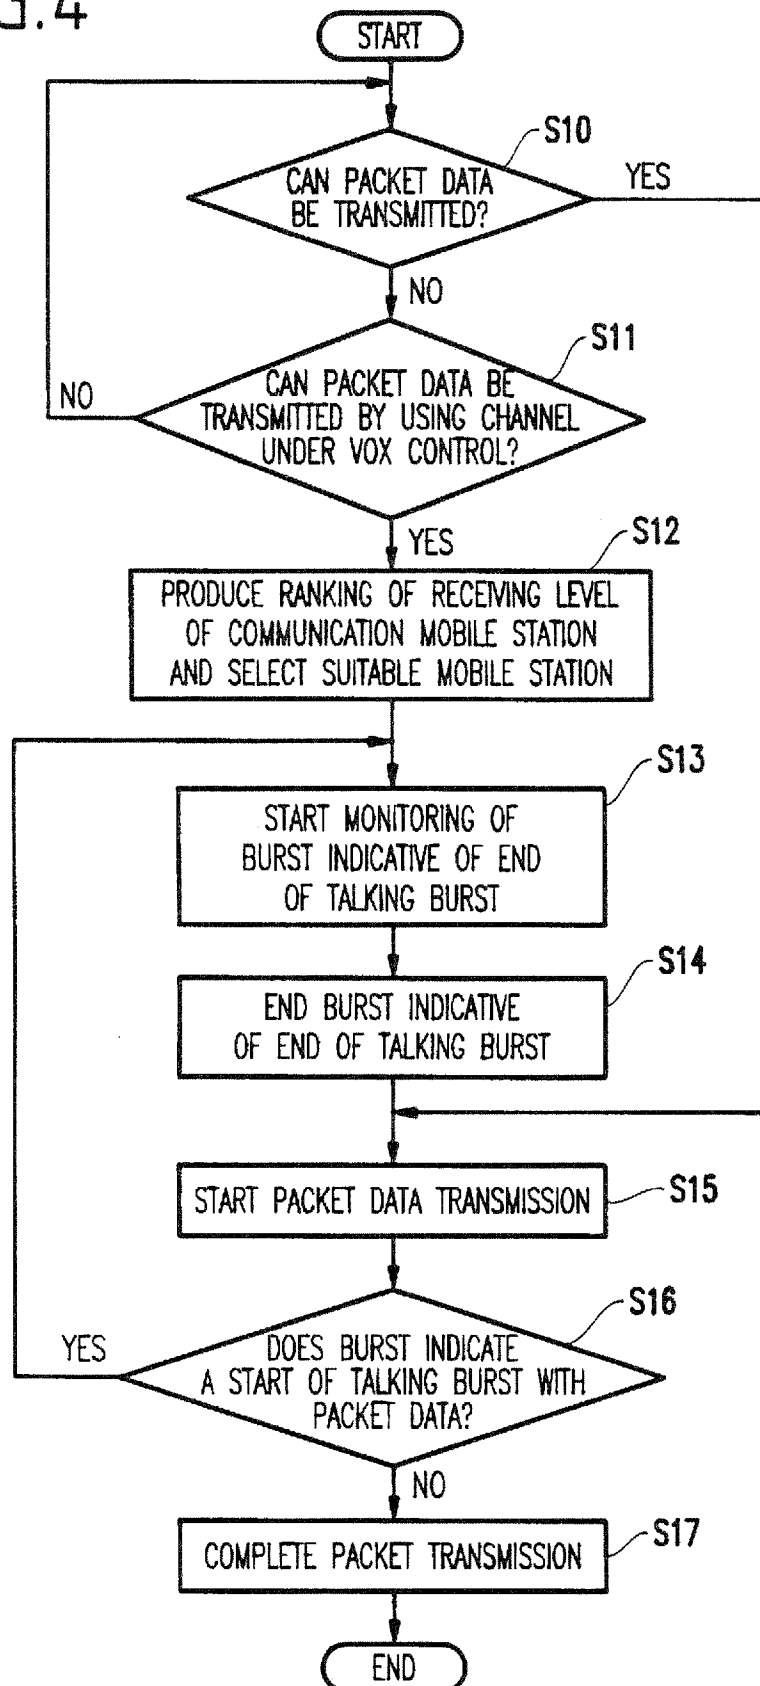 G.4
START
S10
CAN PACKET DATA
BE TRANSMITTED?
YES
NO
S11
CAN PACKET DATA BE
TRANSMITTED BY USING CHANNEL
UNDER VOX CONTROL?
NO
YES
S12
PRODUCE RANKING OF RECEIVING LEVEL
OF COMMUNICATION MOBILE STATION
AND SELECT SUITABLE MOBILE STATION
S13
START MONITORING OF
BURST INDICATIVE OF END
OF TALKING BURST
S14
END BURST INDICATIVE
OF END OF TALKING BURST
S15
START PACKET DATA TRANSMISSION
S16
DOES BURST INDICATE
A START OF TALKING BURST WITH
PACKET DATA?
YES
NO
S17
COMPLETE PACKET TRANSMISSION
END